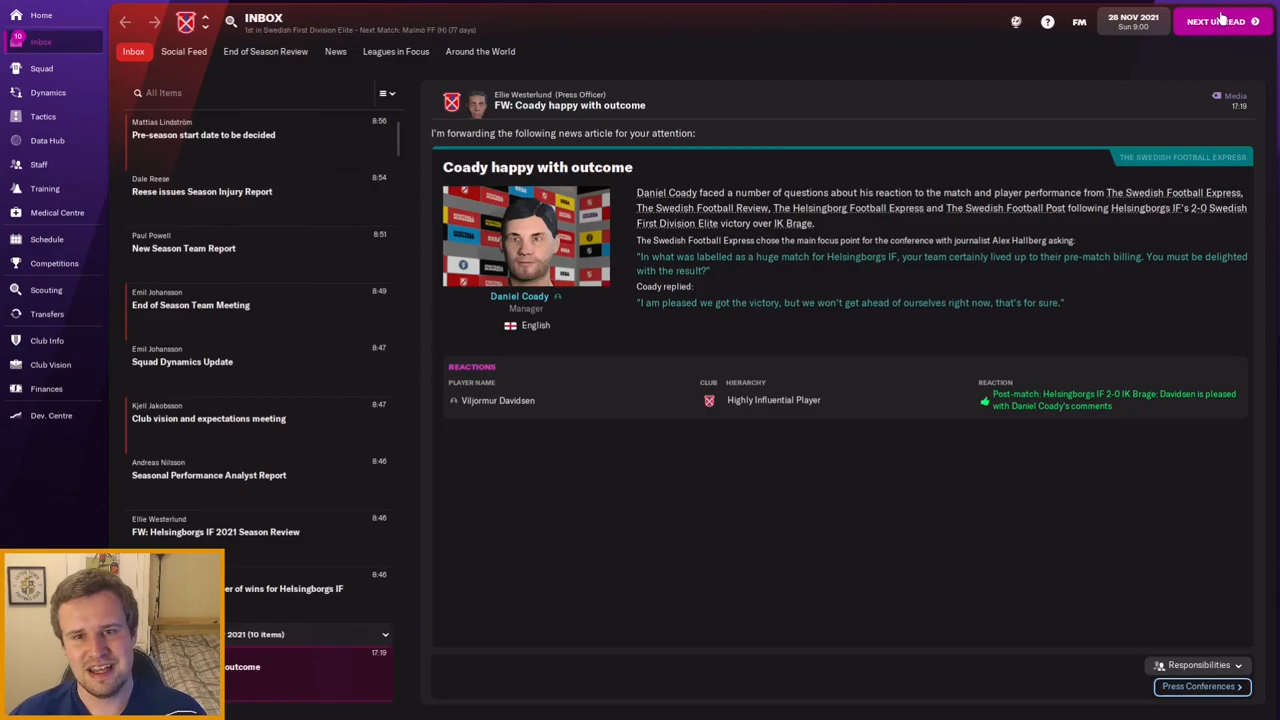 Home
Inbox
10
Squad
Dynamics
Tactics
Data Hub
Staff
Training
Medical Centre
Schedule
Competitions
Scouting
Transfers
Club Info
Club Vision
Finances
Dev. Centre
INBOX
1st in Swedish First Division Elite - Next Match: Malmö FF (H) (77 days)
FM
28 NOV 2021
Sun 9:00
NEXT UNREAD
Inbox
Social Feed
End of Season Review
News
Leagues in Focus
Around the World
All Items
Mattias Lindström
8:56
Pre-season start date to be decided
Dale Reese
8:54
Reese issues Season Injury Report
Paul Powell
8:51
New Season Team Report
Emil Johansson
8:49
End of Season Team Meeting
Emil Johansson
8:47
Squad Dynamics Update
Kjell Jakobsson
8:47
Club vision and expectations meeting
Andreas Nilsson
8:46
Seasonal Performance Analyst Report
Ellie Westerlund
8:46
FW: Helsingborgs IF 2021 Season Review
8:46
er of wins for Helsingborgs IF
2021 (10 items)
17:19
outcome
Ellie Westerlund (Press Officer)
FW: Coady happy with outcome
Media
17:19
I'm forwarding the following news article for your attention:
THE SWEDISH FOOTBALL EXPRESS
Coady happy with outcome
Daniel Coady
Manager
English
Daniel Coady faced a number of questions about his reaction to the match and player performance from The Swedish Football Express,
The Swedish Football Review, The Helsingborg Football Express and The Swedish Football Post following Helsingborgs IF's 2-0 Swedish
First Division Elite victory over IK Brage.
The Swedish Football Express chose the main focus point for the conference with journalist Alex Hallberg asking:
"In what was labelled as a huge match for Helsingborgs IF, your team certainly lived up to their pre-match billing. You must be delighted
with the result?"
Coady replied:
"I am pleased we got the victory, but we won't get ahead of ourselves right now, that's for sure."
REACTIONS
PLAYER NAME
CLUB
HIERARCHY
REACTION
Viljormur Davidsen
Highly Influential Player
Post-match: Helsingborgs IF 2-0 IK Brage: Davidsen is pleased
with Daniel Coady's comments
Responsibilities
Press Conferences